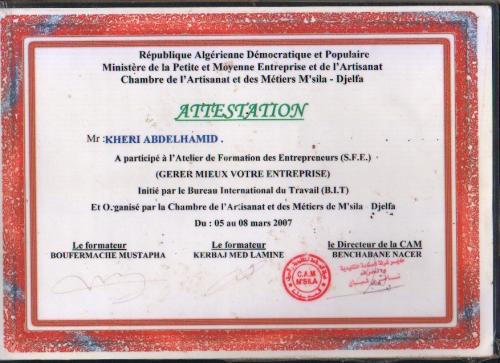 République Algérienne Démocratique et Populaire
Ministère de la Petite et Moyenne Entreprise et de l'Artisanat
Chambre de l'Artisanat et des Métiers M'sila - Djelfa
ATTESTATION
Mr :KHERI ABDELHAMID .
A participé à l'Atelier de Formation des Entrepreneurs (S.F.E.)
(GERER MIEUX VOTRE ENTREPRISE)
Initié par le Bureau International du Travail (B.I.T)
Et Organisé par la Chambre de l'Artisanat et des Métiers de M'sila Djelfa
Du : 05 au 08 mars 2007
Le formateur Le formateur le Directeur de la CAM
BOUFERMACHE MUSTAPHA KERBAJ MED LAMINE BENCHABANE NACER
C.A.M
M'SILA